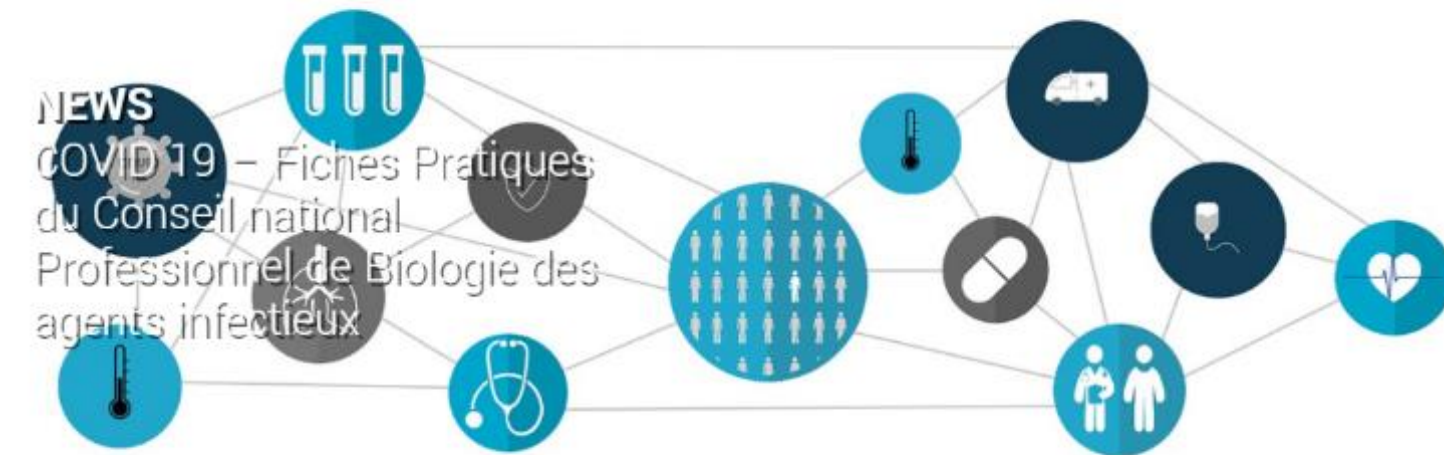 NEWS
COVID 19 – Fiches Pratiques
du Conseil national
Professionnel de Biologie des
agents infectieux